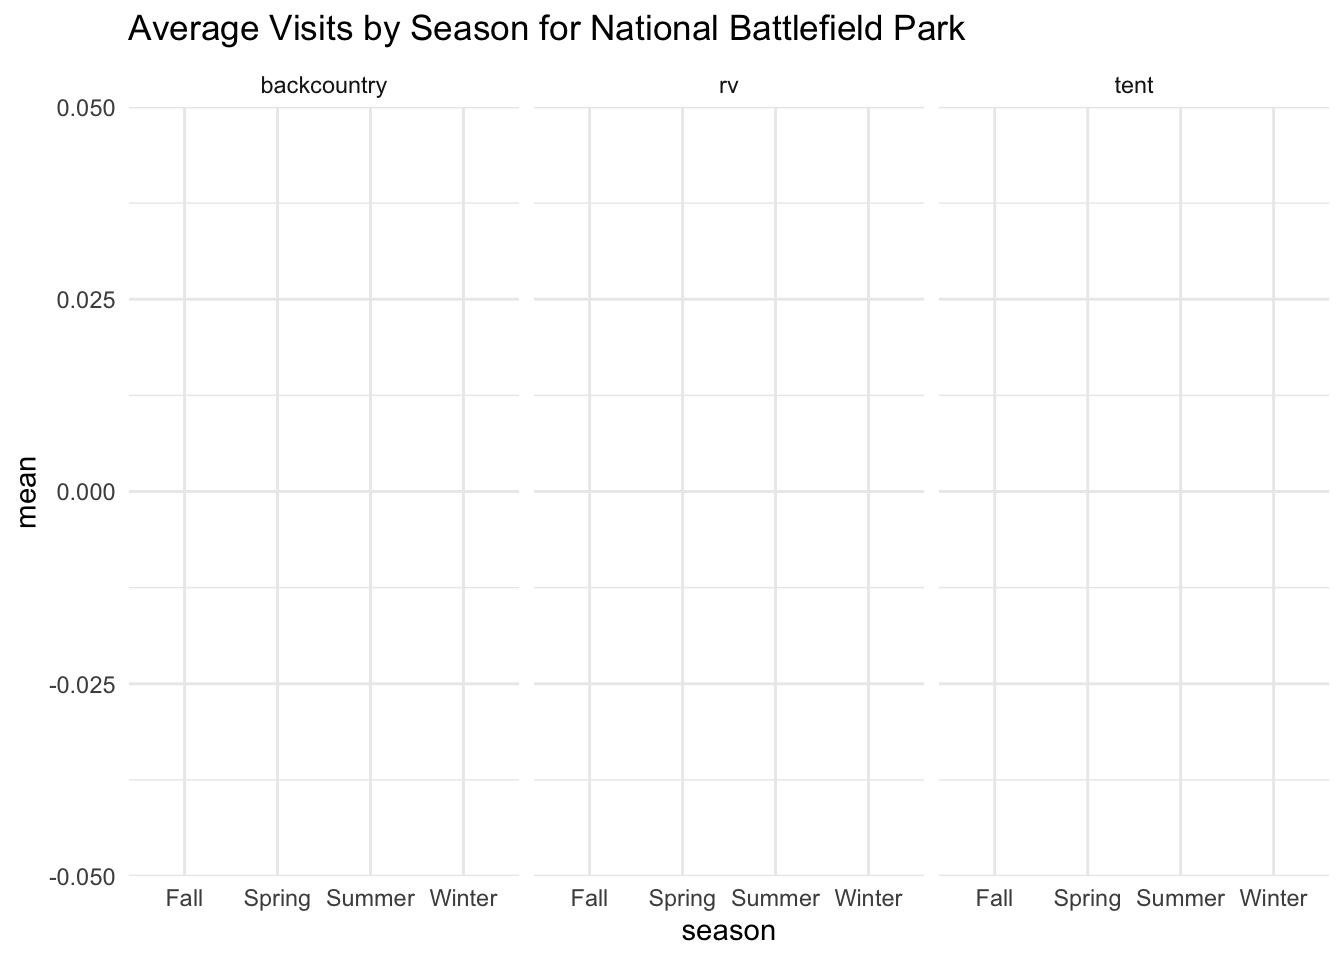 Average Visits by Season for National Battlefield Park
backcountry rv tent
0.050
0.025
0.000
-0.025
-0.050
mean
Fall Spring Summer Winter Fall Spring Summer Winter Fall Spring Summer Winter
season